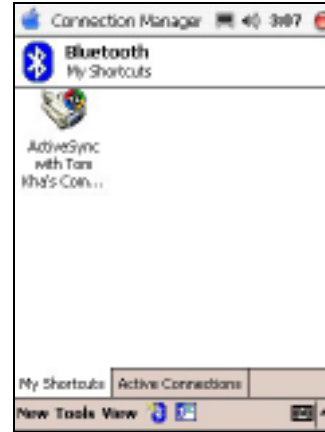 Connection Manager 3:07
Bluetooth
My Shortcuts
ActiveSync
with Tom
Kha's Com...
My Shortcuts Active Connections
New Tools View